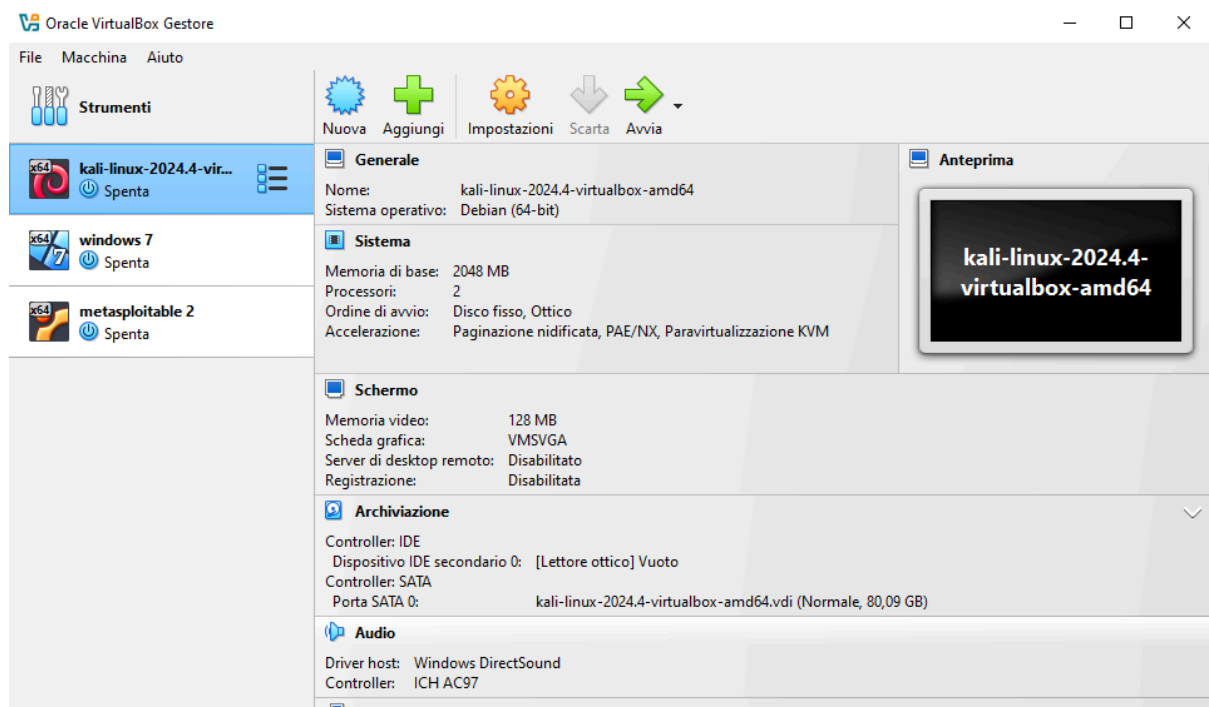 Oracle VirtualBox Gestore
File Macchina Aiuto
Strumenti
Nuova Aggiungi Impostazioni Scarta Avvia
x64
kali-linux-2024.4-vir...
Spenta
x64
7
windows 7
Spenta
x64
metasploitable 2
Spenta
Generale
Nome: kali-linux-2024.4-virtualbox-amd64
Sistema operativo: Debian (64-bit)
Sistema
Memoria di base: 2048 MB
Processori: 2
Ordine di avvio: Disco fisso, Ottico
Accelerazione: Paginazione nidificata, PAE/NX, Paravirtualizzazione KVM
Anteprima
kali-linux-2024.4-
virtualbox-amd64
Schermo
Memoria video: 128 MB
Scheda grafica: VMSVGA
Server di desktop remoto: Disabilitato
Registrazione: Disabilitata
Archiviazione
Controller: IDE
Dispositivo IDE secondario 0: [Lettore ottico] Vuoto
Controller: SATA
Porta SATA 0: kali-linux-2024.4-virtualbox-amd64.vdi (Normale, 80,09 GB)
Audio
Driver host: Windows DirectSound
Controller: ICH AC97